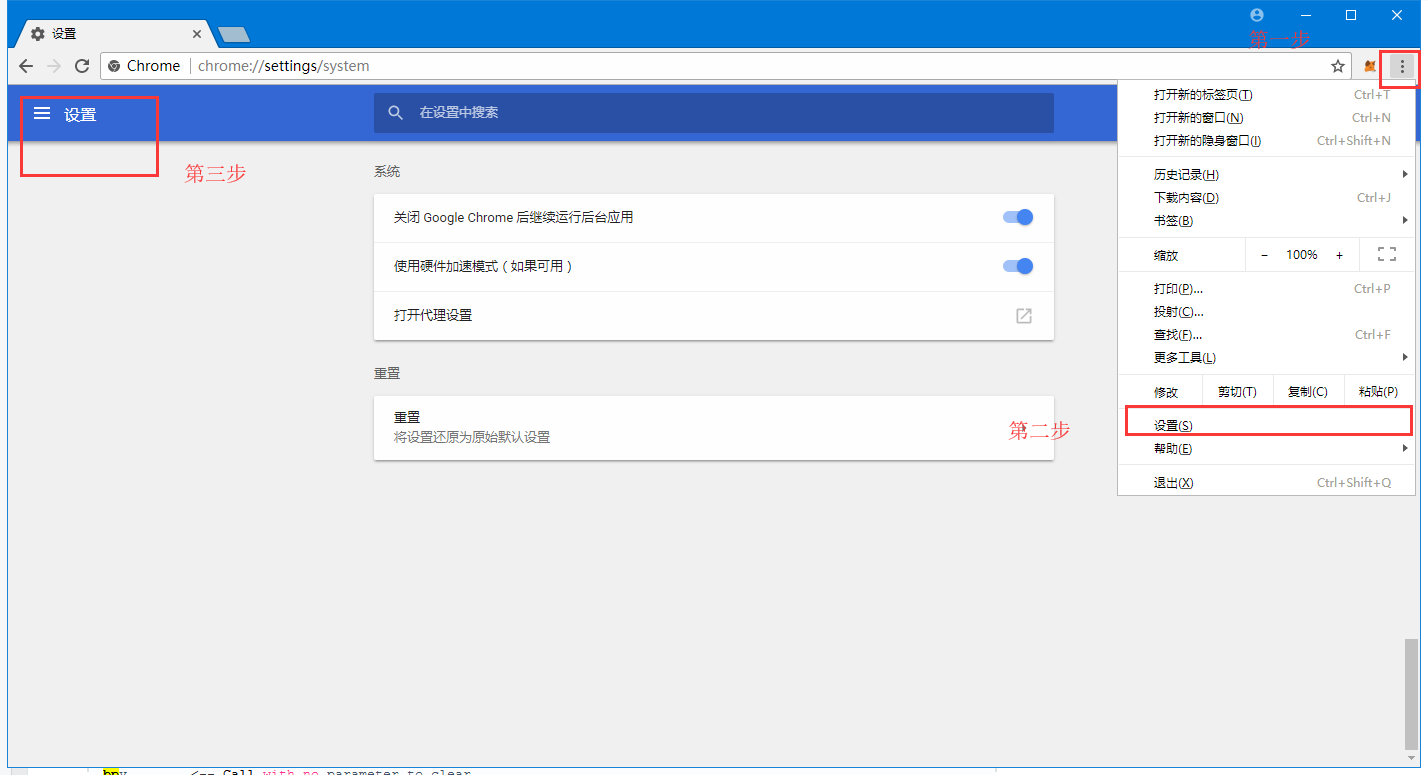 设置
第一步
Chrome chrome://settings/system
设置
在设置中搜索
第三步
系统
关闭 Google Chrome 后继续运行后台应用
使用硬件加速模式（如果可用）
打开代理设置
重置
重置
将设置还原为原始默认设置
第二步
打开新的标签页(T) Ctrl+T
打开新的窗口(N) Ctrl+N
打开新的隐身窗口(I) Ctrl+Shift+N
历史记录(H)
下载内容(D) Ctrl+J
书签(B)
缩放 − 100% +
打印(P)... Ctrl+P
投射(C)...
查找(F)... Ctrl+F
更多工具(L)
修改 剪切(T) 复制(C) 粘贴(P)
设置(S)
帮助(E)
退出(X) Ctrl+Shift+Q
<-- Call with no parameter to clear